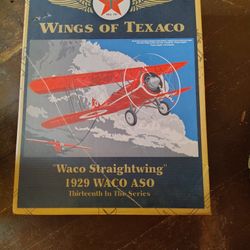 WINGS OF TEXACO
"Waco Straightwing"
1929 WACO ASO
Thirteenth In The Series